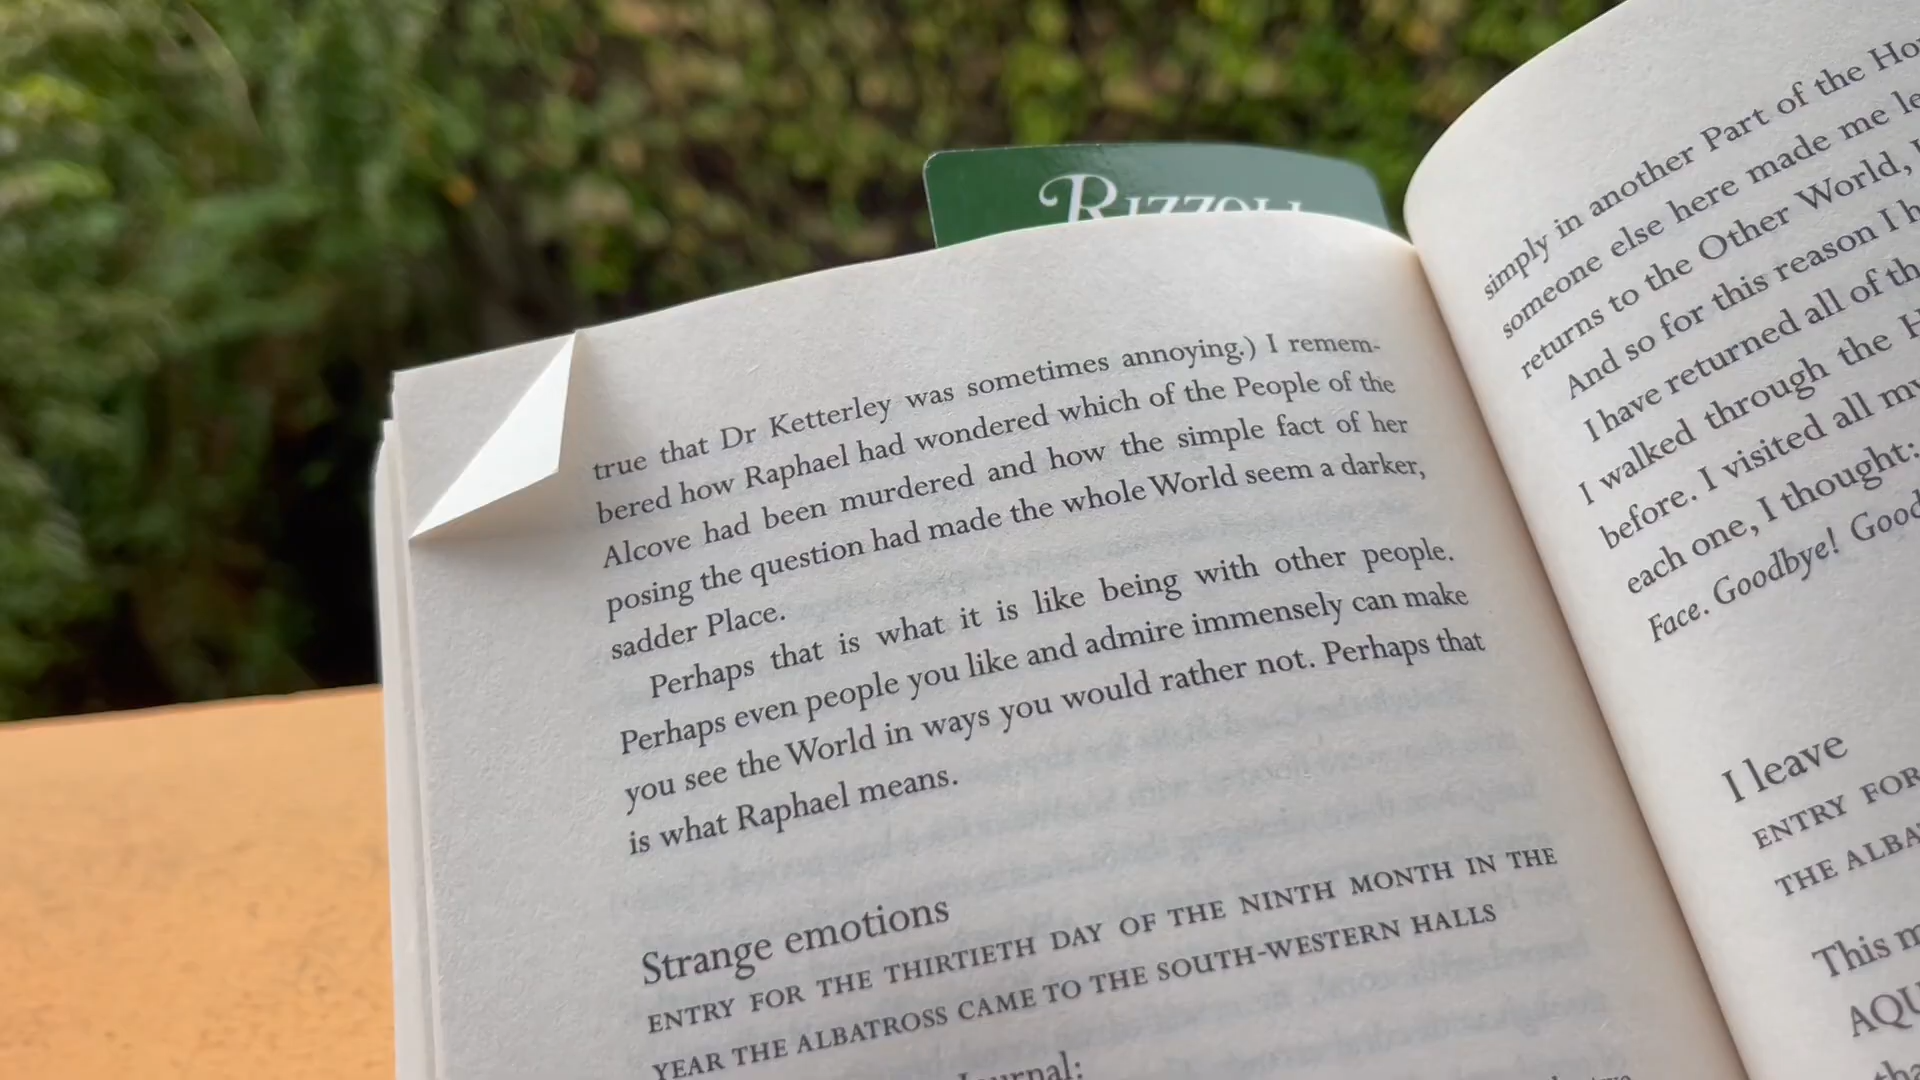 RIZZOLI
true that Dr Ketterley was sometimes annoying.) I remem-
bered how Raphael had wondered which of the People of the
Alcove had been murdered and how the simple fact of her
posing the question had made the whole World seem a darker,
sadder Place.
Perhaps that is what it is like being with other people.
Perhaps even people you like and admire immensely can make
you see the World in ways you would rather not. Perhaps that
is what Raphael means.
Strange emotions
ENTRY FOR THE THIRTIETH DAY OF THE NINTH MONTH IN THE
YEAR THE ALBATROSS CAME TO THE SOUTH-WESTERN HALLS
simply in another Part of the
someone else here made me
returns to the Other World,
And so for this reason I
I have returned all of
I walked through the
before. I visited all my
each one, I thought:
Face. Goodbye!
I leave
ENTRY FOR
THE
This